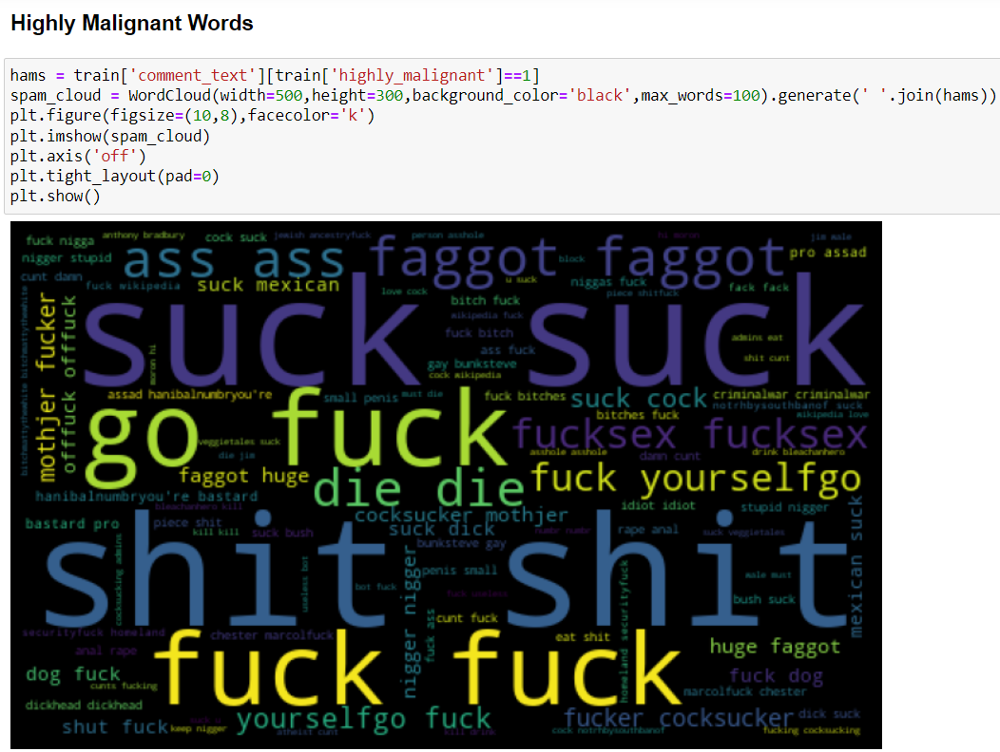 Highly Malignant Words
hams = train['comment_text'][train['highly_malignant']==1]
spam_cloud = WordCloud(width=500,height=300,background_color='black',max_words=100).generate(' '.join(hams))
plt.figure(figsize=(10,8),facecolor='k')
plt.imshow(spam_cloud)
plt.axis('off')
plt.tight_layout(pad=0)
plt.show()
fuck nigga
anthony bradbury
cock suck
jewish ancestryfuck
person asshole
hi moron
jim wale
nigger stupid
ass ass
faggot faggot
block
pro assad
cunt damn
fuck wikipedia
suck mexican
love cock
u suck
niggas fuck
piece shitfuck
fack fack
bitch fuck
wikipedia fuck
suck suck
mothjer fucker
offfuck offfuck
bitchmattythewhite bitchmattythewhite
moron hi
fuck bitch
ass fuck
admins eat
gay bunksteve
cock wikipedia
shit cunt
assad hanibalnumbryou're
small penis
must die
fuck bitches
suck cock
criminalwar criminalwar
notrhbysouthbanof suck
go fuck
bitches fuck
wikipedia love
fucksex fucksex
veggietales suck
die jim
asshole asshole
damn cunt
drink bleachanhero
faggot huge
die die
fuck yourselfgo
hanibalnumbryou're bastard
bleachanhero kill
cocksucker mothjer
idiot idiot
stupid nigger
bastard pro
piece shit
kill kill
suck bush
suck dick
numbr numbr
rape anal
suck veggietales
mexican suck
shit shit
bunksteve gay
penis small
wale must
cocksucking admins
useless bot
bot fuck
nigger nigger
fuck useless
homeland securityfuck
bush suck
fuck ass
cunt fuck
securityfuck homeland
chester marcolfuck
eat shit
anal rape
fuck fuck
huge faggot
dog fuck
cunts fucking
fuck dog
marcolfuck chester
dickhead dickhead
yourselfgo fuck
fucker cocksucker
dick suck
shut fuck
suck u
keep nigger
atheist cunt
kill drink
cock notrhbysouthbanof
fucking cocksucking